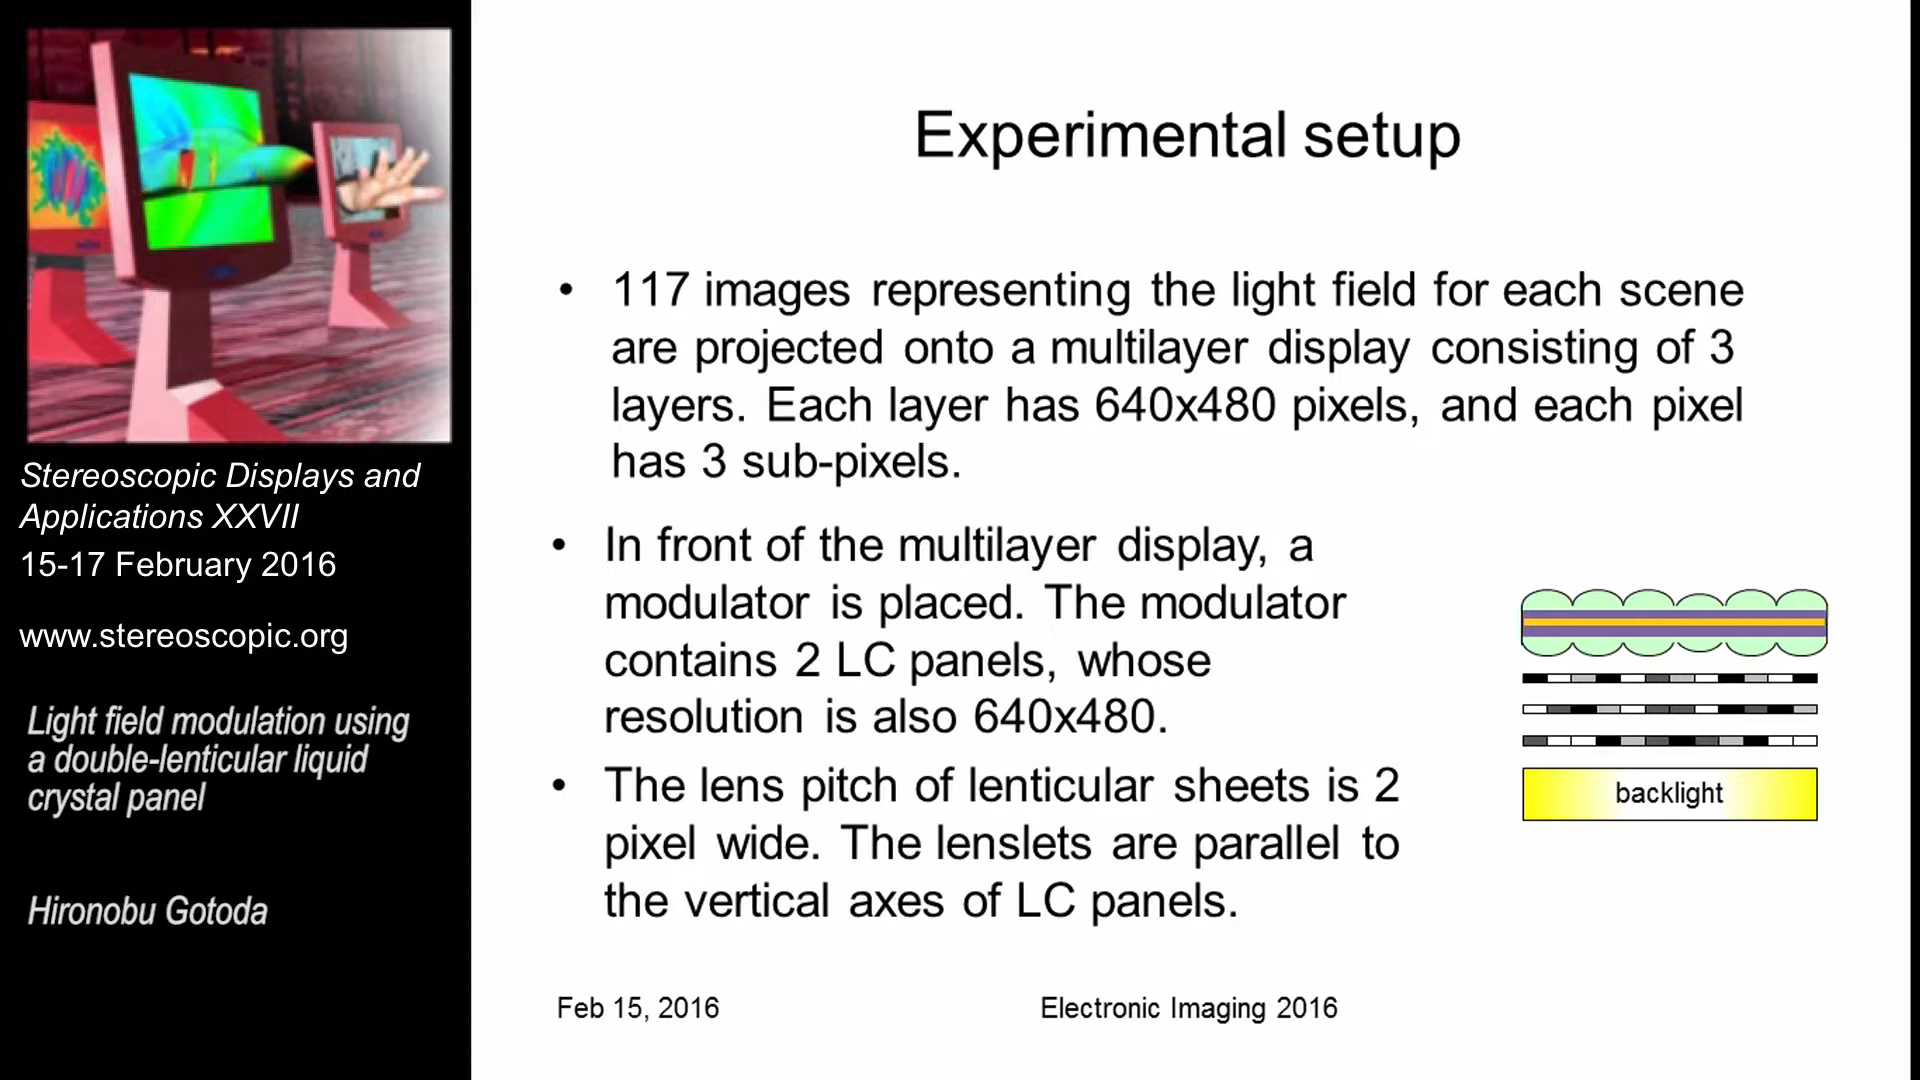 Stereoscopic Displays and
Applications XXVII
15-17 February 2016
www.stereoscopic.org
Light field modulation using
a double-lenticular liquid
crystal panel
Hironobu Gotoda
Experimental setup
• 117 images representing the light field for each scene
are projected onto a multilayer display consisting of 3
layers. Each layer has 640x480 pixels, and each pixel
has 3 sub-pixels.
• In front of the multilayer display, a
modulator is placed. The modulator
contains 2 LC panels, whose
resolution is also 640x480.
• The lens pitch of lenticular sheets is 2
pixel wide. The lenslets are parallel to
the vertical axes of LC panels.
backlight
Feb 15, 2016
Electronic Imaging 2016